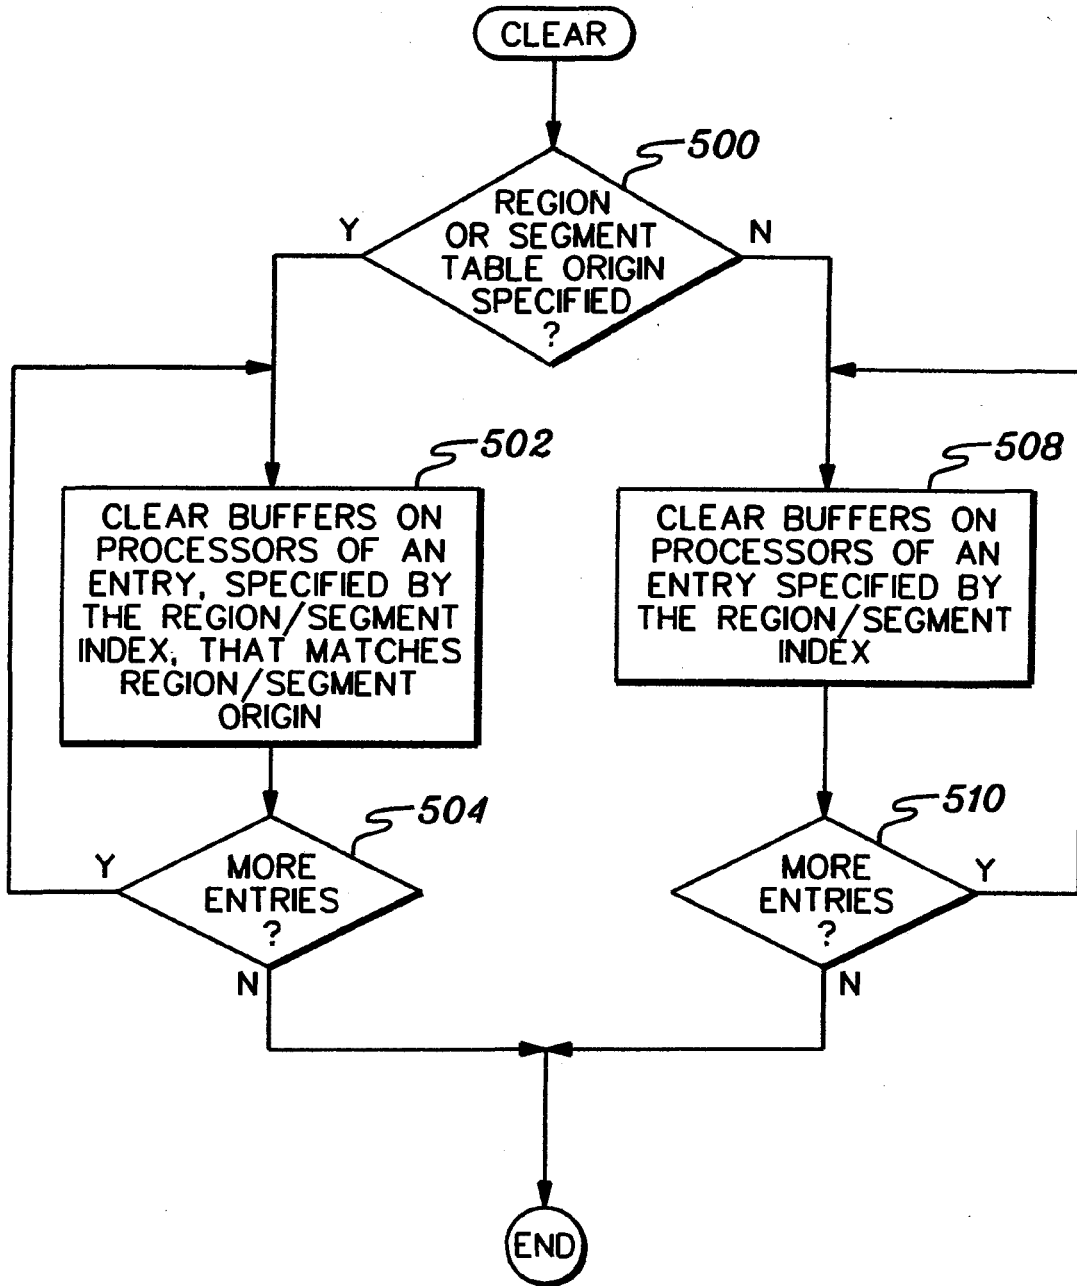 CLEAR
500
REGION
OR SEGMENT
TABLE ORIGIN
SPECIFIED
?
Y
N
502
CLEAR BUFFERS ON
PROCESSORS OF AN
ENTRY, SPECIFIED BY
THE REGION/SEGMENT
INDEX, THAT MATCHES
REGION/SEGMENT
ORIGIN
508
CLEAR BUFFERS ON
PROCESSORS OF AN
ENTRY SPECIFIED BY
THE REGION/SEGMENT
INDEX
504
MORE
ENTRIES
?
Y
N
510
MORE
ENTRIES
?
Y
N
END